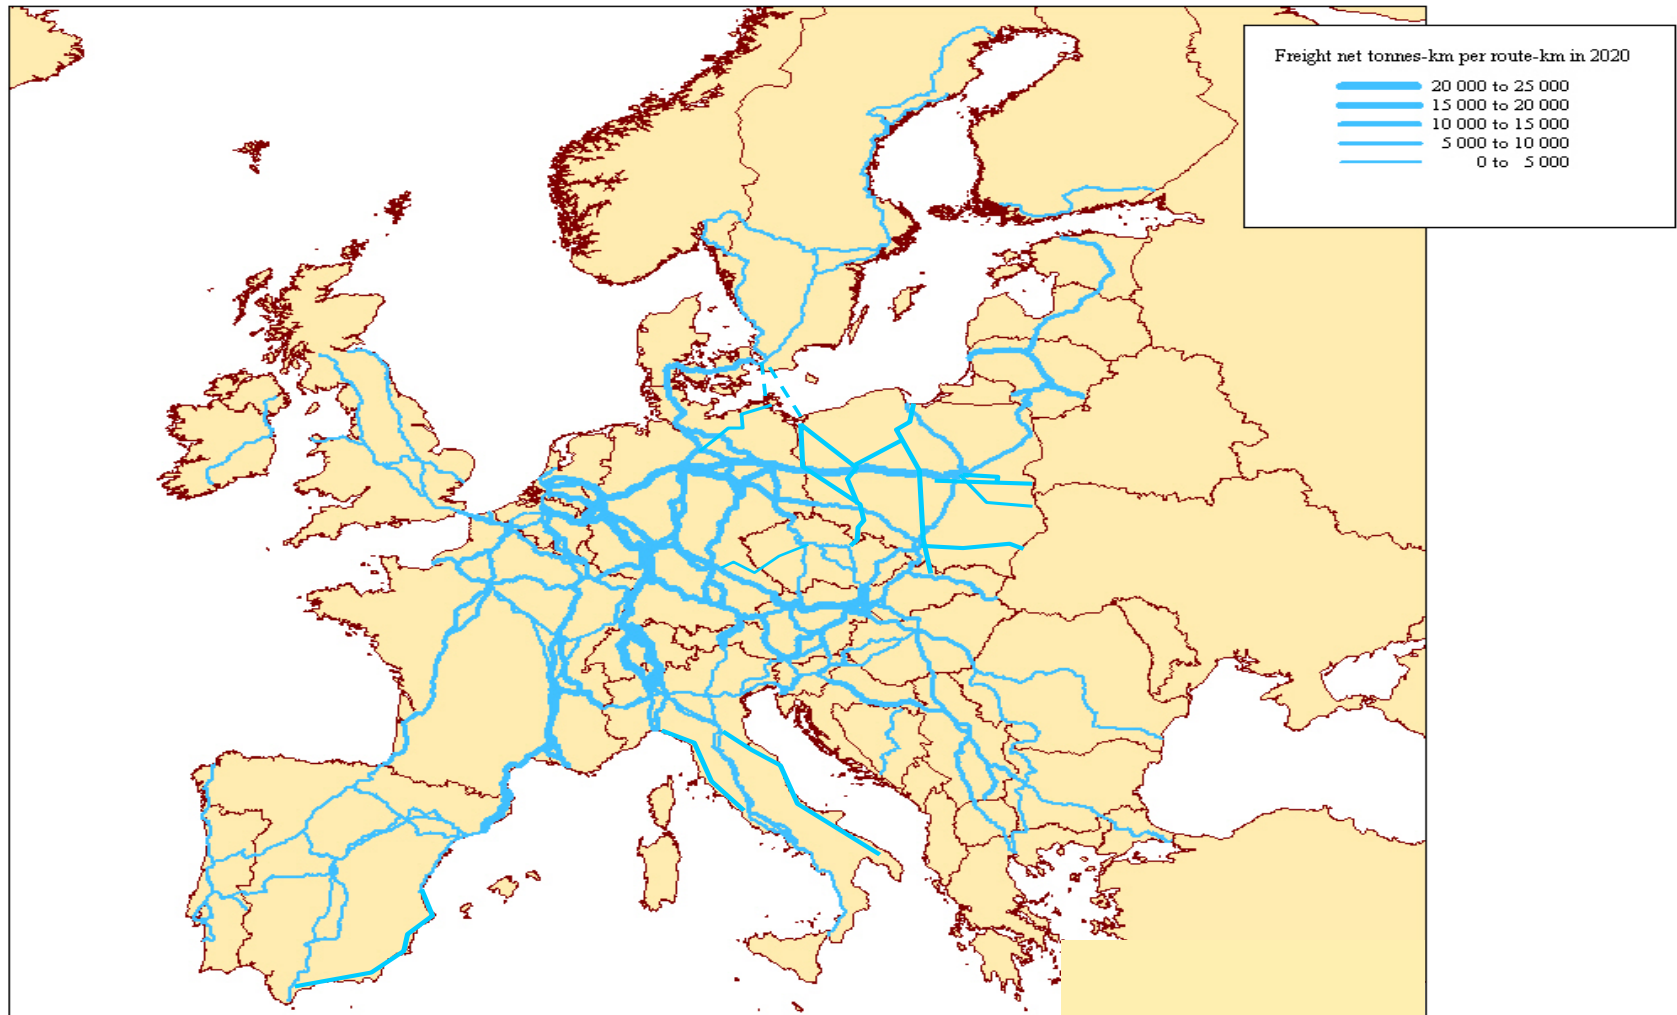 Freight net tonnes-km per route-km in 2020
20 000 to 25 000
15 000 to 20 000
10 000 to 15 000
5 000 to 10 000
0 to 5 000